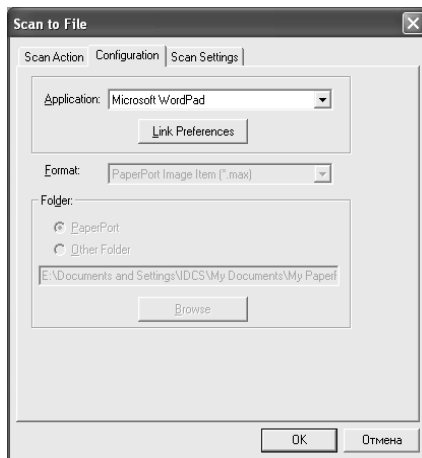 Scan to File
Scan Action Configuration Scan Settings
Application: Microsoft WordPad
Link Preferences
Format: PaperPort Image Item (*.max)
Folder:
PaperPort
Other Folder
E:\Documents and Settings\IDCS\My Documents\My Paperf
Browse
OK Отмена